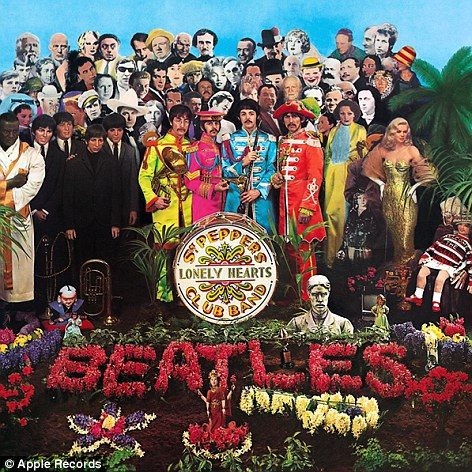 SGT. PEPPERS
LONELY HEARTS
CLUB BAND
BEATLES
© Apple Records